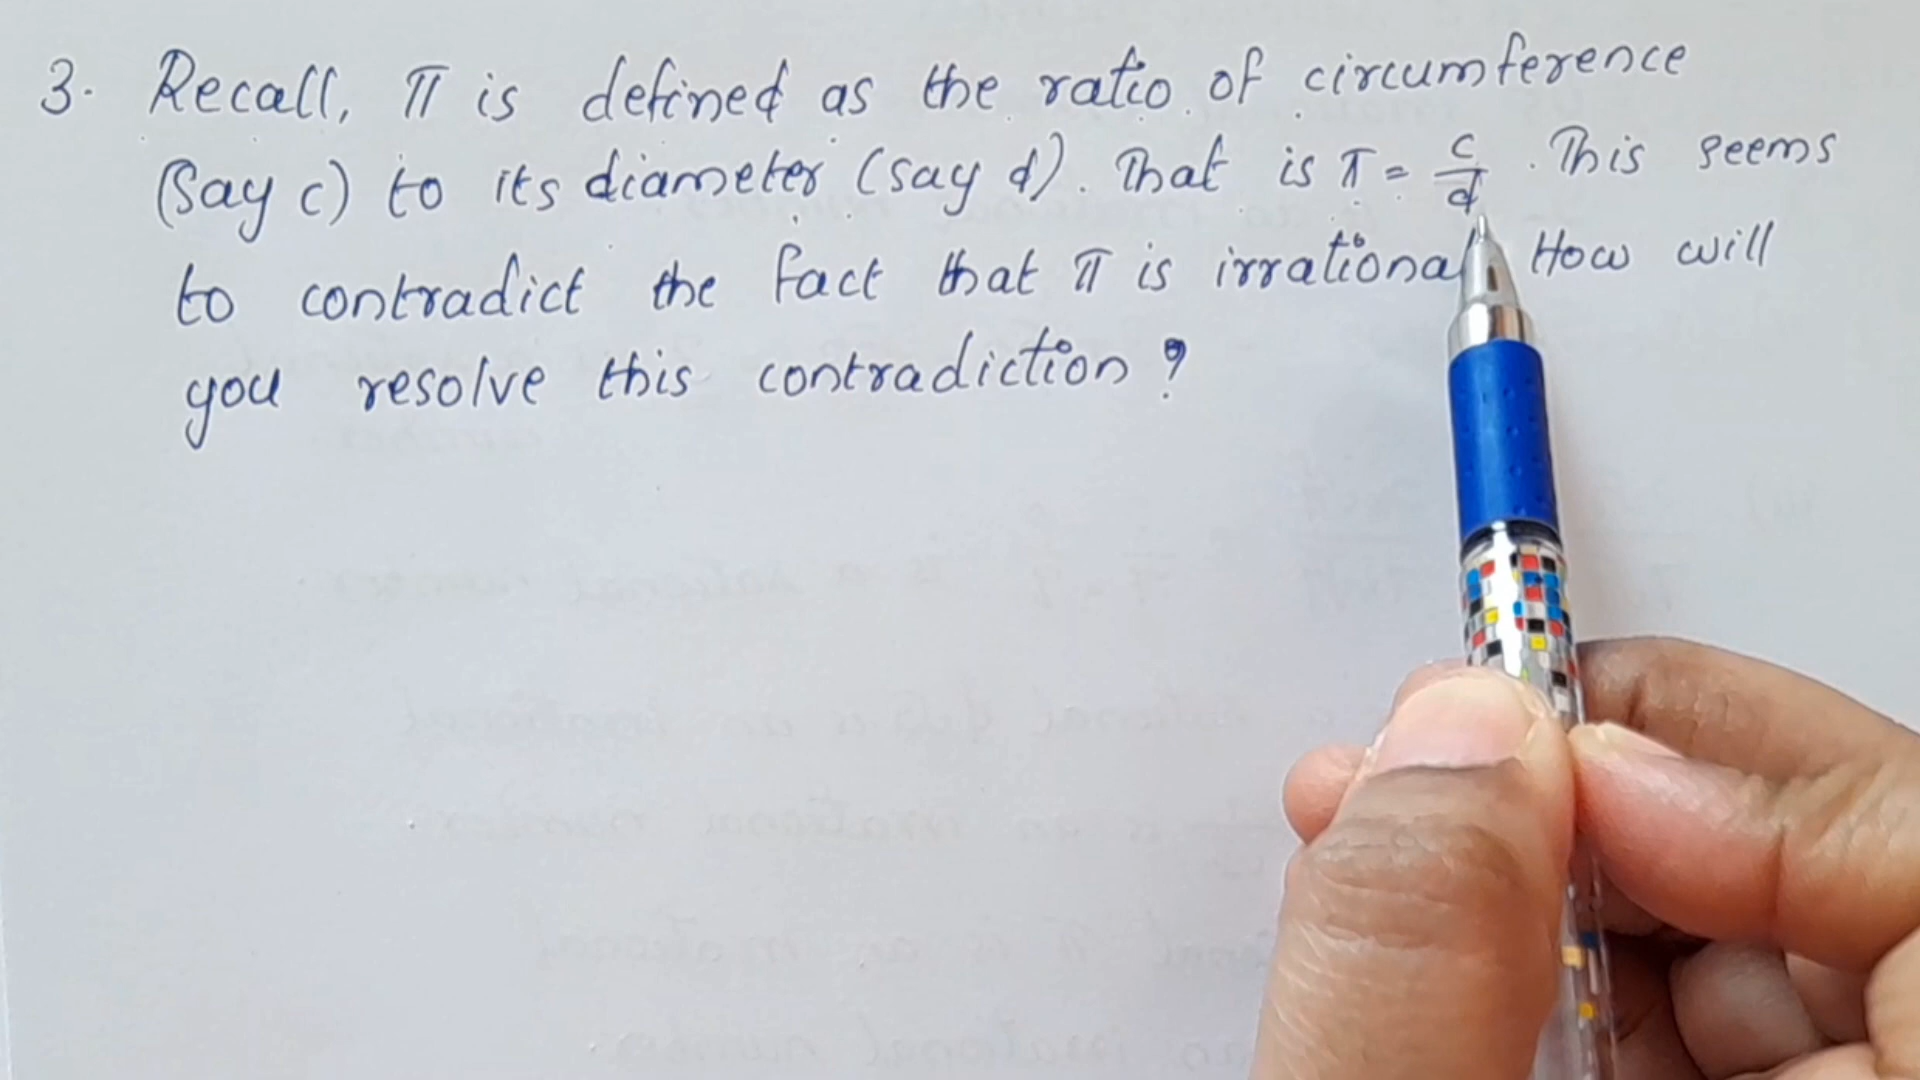 3. Recall, π is defined as the ratio of circumference
(Say c) to its diameter (say d). That is π = c/d. This seems
to contradict the fact that π is irrational How will
you resolve this contradiction?